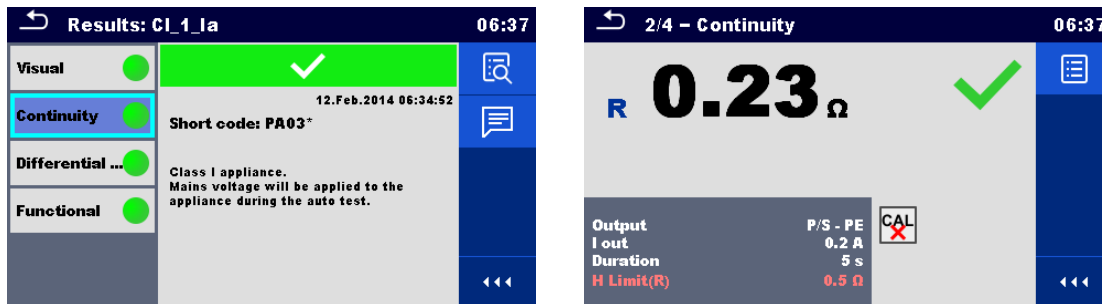 Results: Cl_1_Ia
06:37
Visual
Continuity
Differential ...
Functional
12.Feb.2014 06:34:52
Short code: PA03*
Class I appliance.
Mains voltage will be applied to the
appliance during the auto test.
2/4 – Continuity
06:37
R 0.23 Ω
Output P/S - PE
I out 0.2 A
Duration 5 s
H Limit(R) 0.5 Ω
CAL